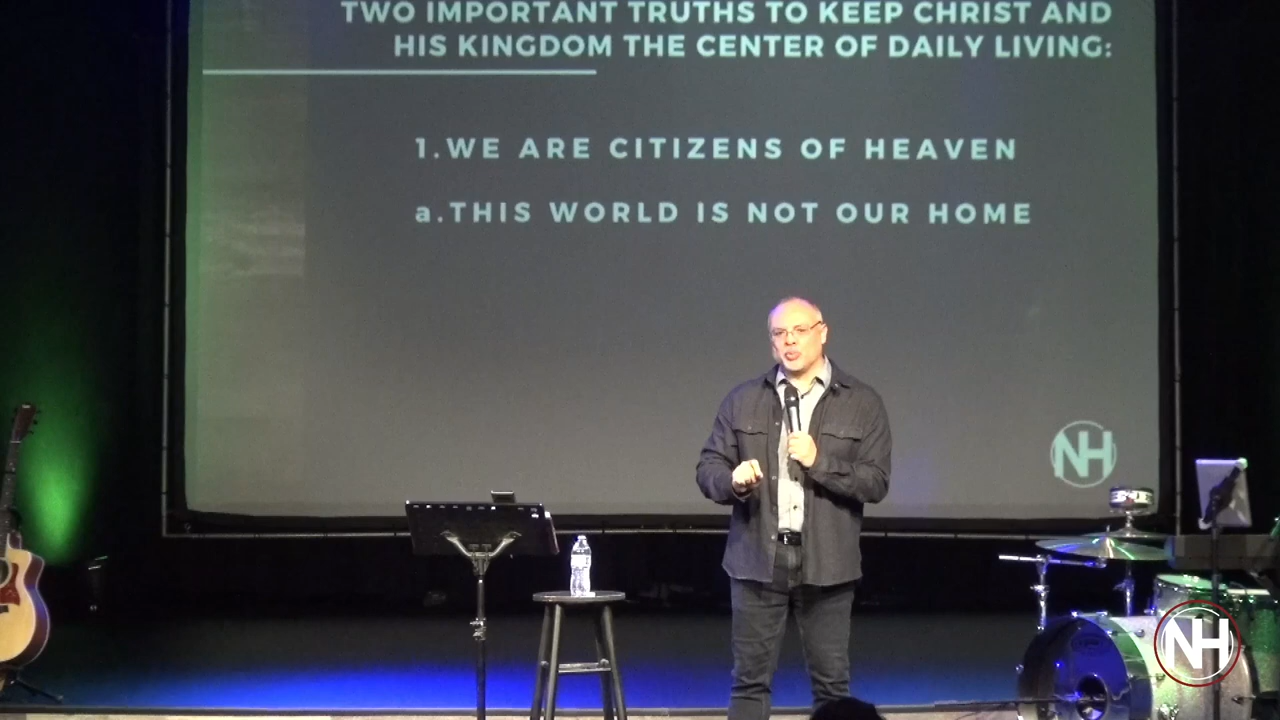 TWO IMPORTANT TRUTHS TO KEEP CHRIST AND
HIS KINGDOM THE CENTER OF DAILY LIVING:
1.WE ARE CITIZENS OF HEAVEN
a.THIS WORLD IS NOT OUR HOME
NH
NH